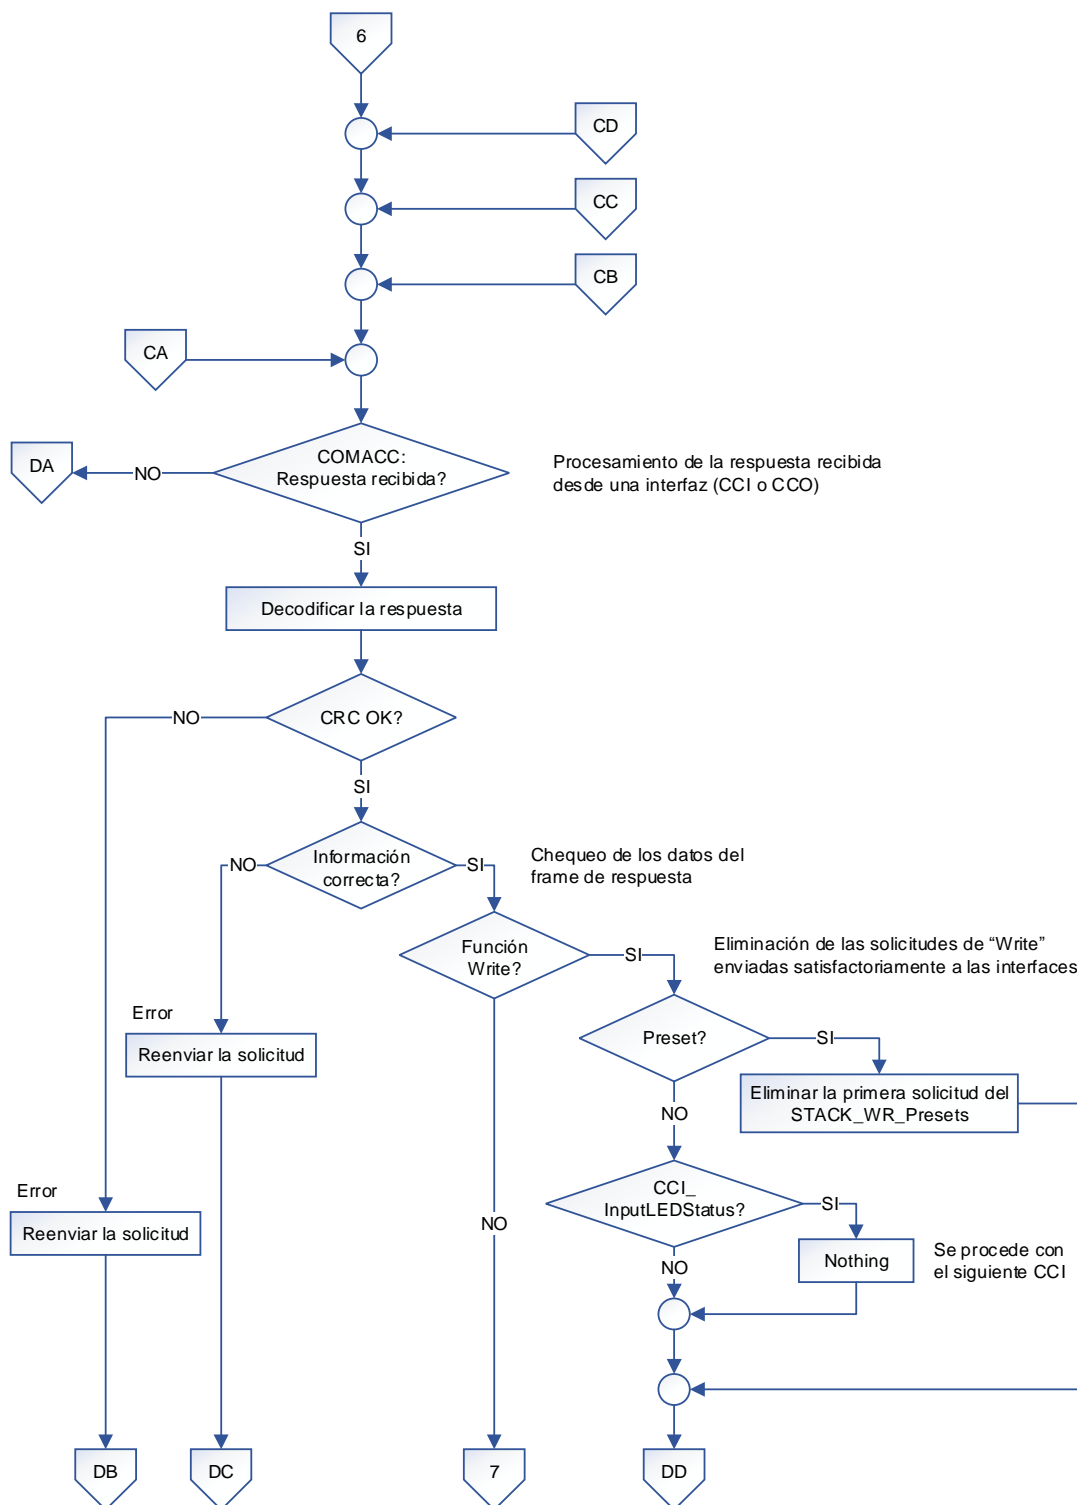 6
CD
CC
CB
CA
COMACC:
Respuesta recibida?
DA
NO
Procesamiento de la respuesta recibida
desde una interfaz (CCI o CCO)
SI
Decodificar la respuesta
CRC OK?
NO
SI
Información
correcta?
NO
SI
Chequeo de los datos del
frame de respuesta
Función
Write?
SI
Eliminación de las solicitudes de “Write”
enviadas satisfactoriamente a las interfaces
Error
Reenviar la solicitud
Preset?
SI
Eliminar la primera solicitud del
STACK_WR_Presets
NO
Error
Reenviar la solicitud
CCI_
InputLEDStatus?
SI
NO
Nothing
Se procede con
el siguiente CCI
NO
DB
DC
7
DD